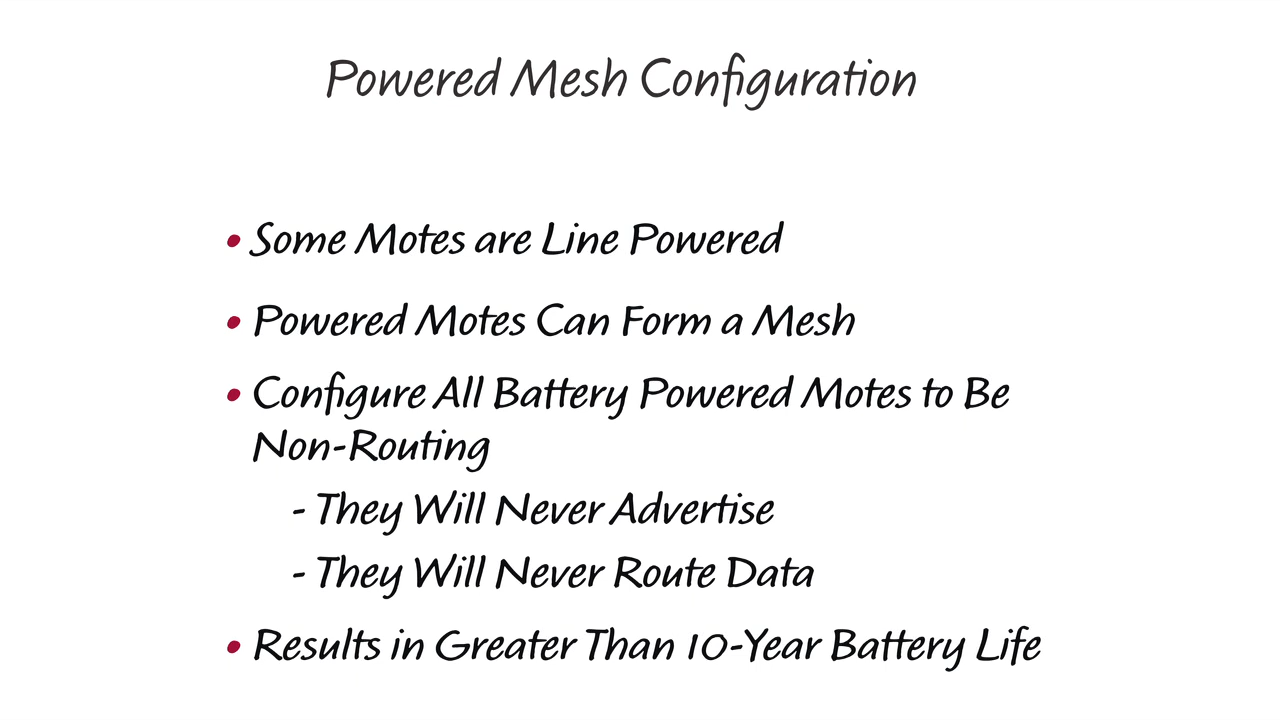 Powered Mesh Configuration
• Some Motes are Line Powered
• Powered Motes Can Form a Mesh
• Configure All Battery Powered Motes to Be
Non-Routing
- They Will Never Advertise
- They Will Never Route Data
• Results in Greater Than 10-Year Battery Life